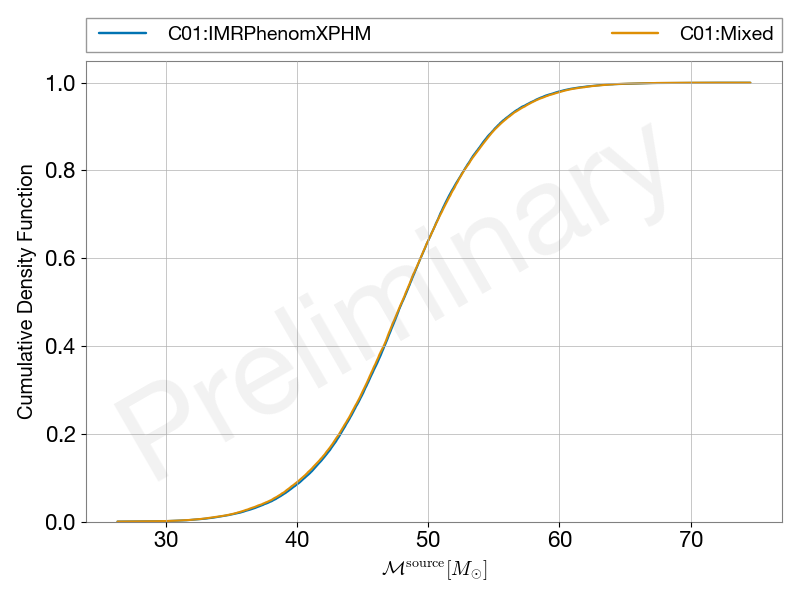 C01:IMRPhenomXPHM C01:Mixed
1.0
0.8
0.6
0.4
0.2
0.0
Cumulative Density Function
Preliminary
30 40 50 60 70
ℳ^source [M_⊙]